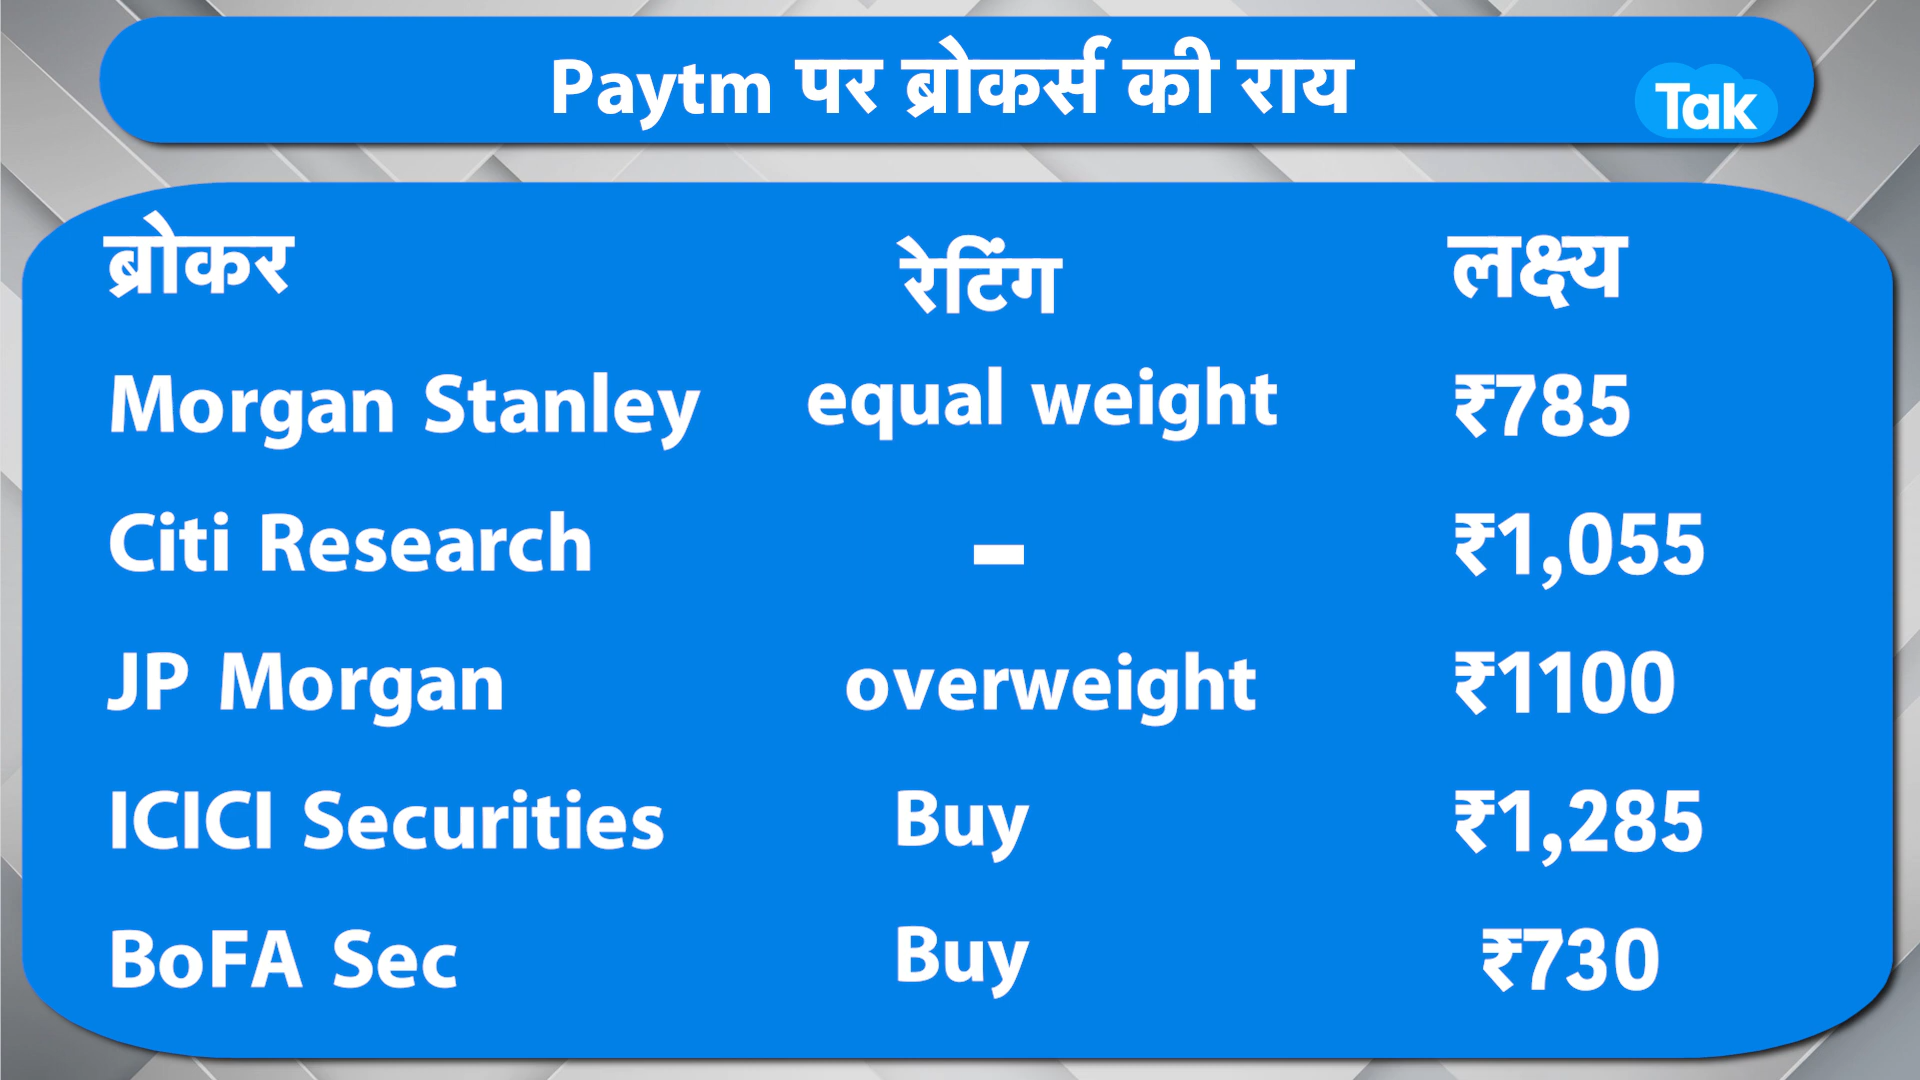 Paytm पर ब्रोकर्स की राय
Tak
ब्रोकर रेटिंग लक्ष्य
Morgan Stanley equal weight ₹785
Citi Research - ₹1,055
JP Morgan overweight ₹1100
ICICI Securities Buy ₹1,285
BoFA Sec Buy ₹730